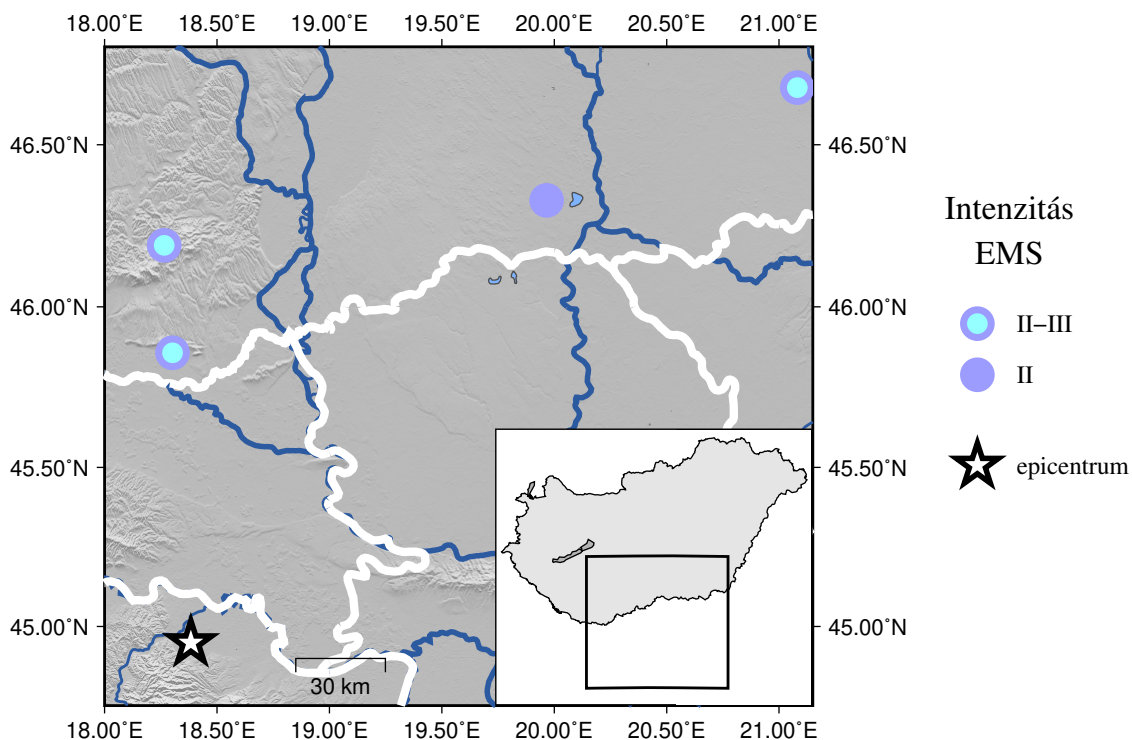 18.00˚E 18.50˚E 19.00˚E 19.50˚E 20.00˚E 20.50˚E 21.00˚E
46.50˚N 46.50˚N
46.00˚N 46.00˚N
45.50˚N 45.50˚N
45.00˚N 45.00˚N
30 km
18.00˚E 18.50˚E 19.00˚E 19.50˚E 20.00˚E 20.50˚E 21.00˚E
Intenzitás
EMS
II−III
II
epicentrum